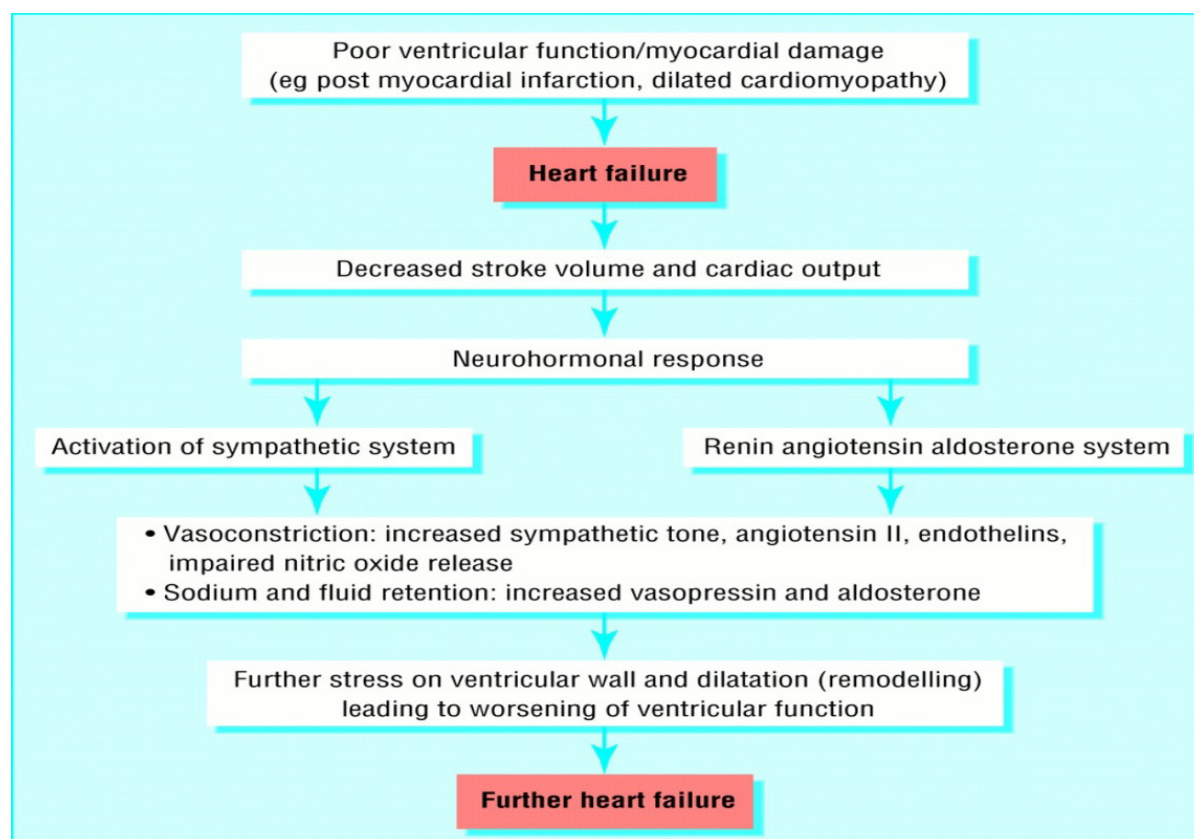 Poor ventricular function/myocardial damage
(eg post myocardial infarction, dilated cardiomyopathy)
Heart failure
Decreased stroke volume and cardiac output
Neurohormonal response
Activation of sympathetic system
Renin angiotensin aldosterone system
• Vasoconstriction: increased sympathetic tone, angiotensin II, endothelins,
impaired nitric oxide release
• Sodium and fluid retention: increased vasopressin and aldosterone
Further stress on ventricular wall and dilatation (remodelling)
leading to worsening of ventricular function
Further heart failure